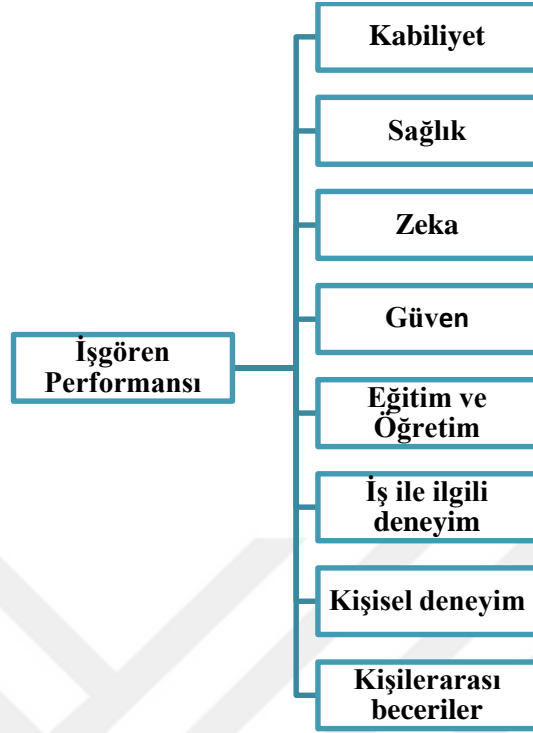 İşgören
Performansı
Kabiliyet
Sağlık
Zeka
Güven
Eğitim ve
Öğretim
İş ile ilgili
deneyim
Kişisel deneyim
Kişilerarası
beceriler